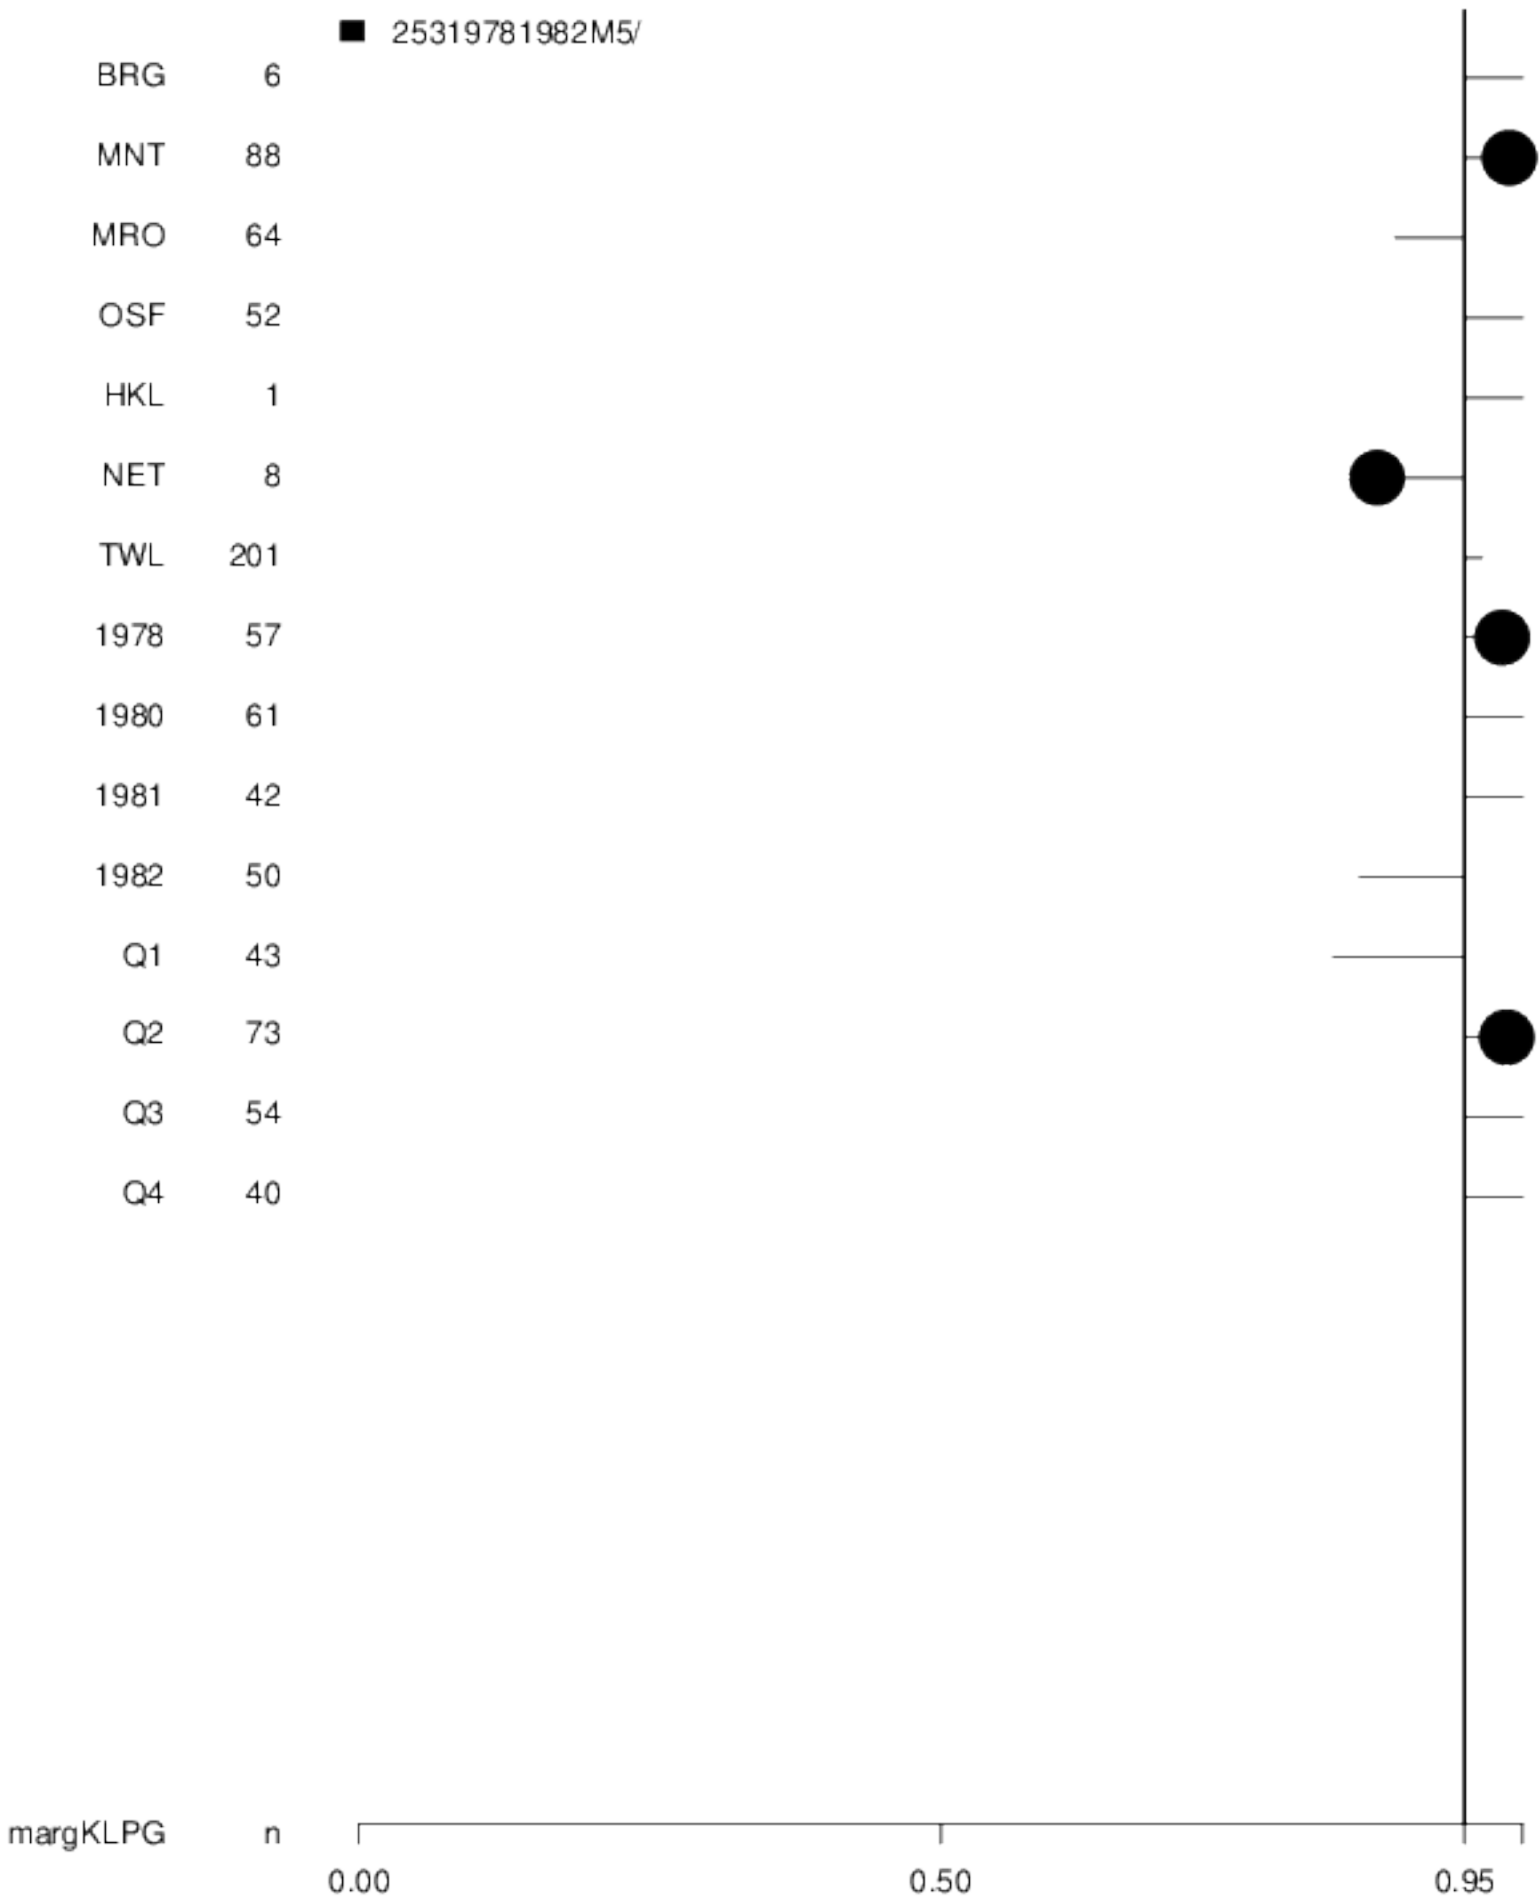 25319781982M5/
BRG 6
MNT 88
MRO 64
OSF 52
HKL 1
NET 8
TWL 201
1978 57
1980 61
1981 42
1982 50
Q1 43
Q2 73
Q3 54
Q4 40
margKLPG n
0.00 0.50 0.95